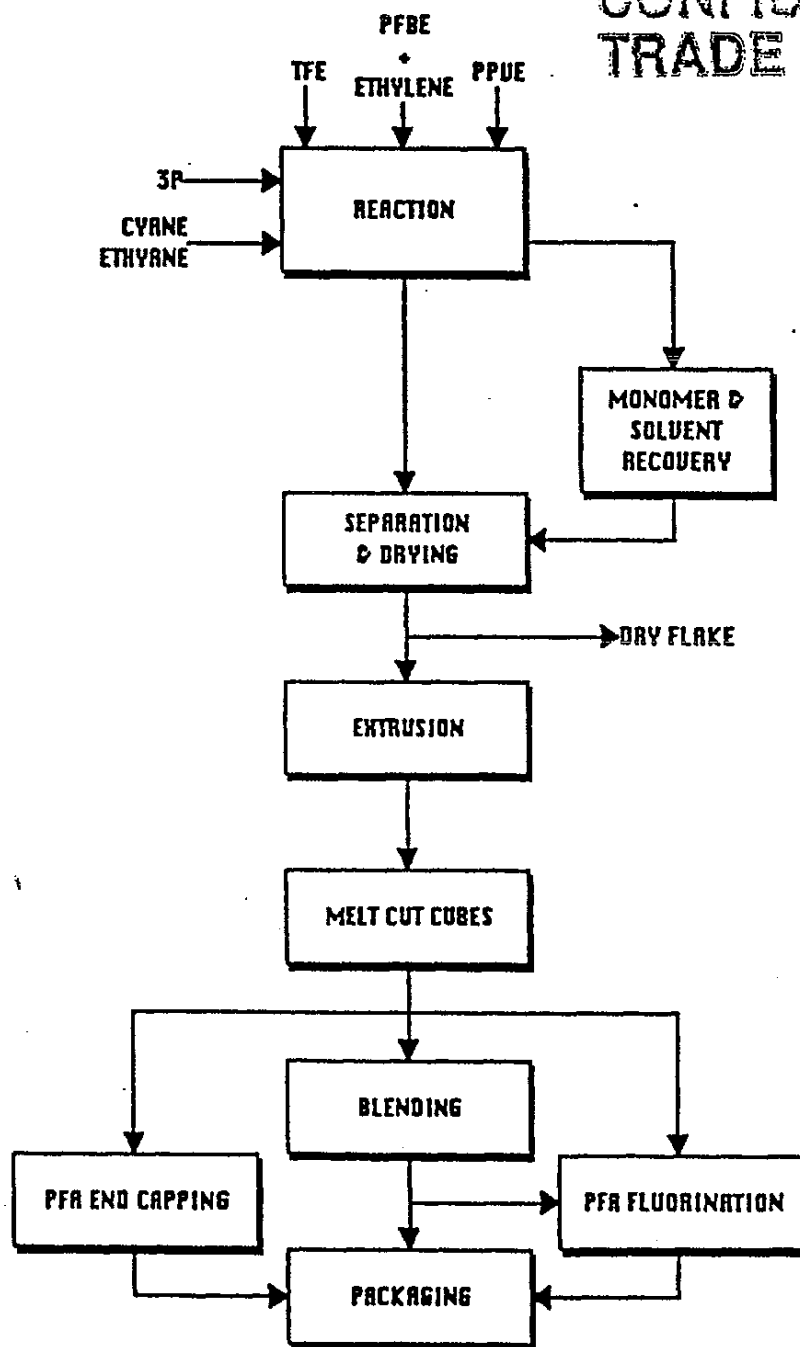 TRADE
PFBE
+
TFE
ETHYLENE
PPVE
3P
REACTION
CYANE
ETHYANE
MONOMER &
SOLVENT
RECOVERY
SEPARATION
& DRYING
DRY FLAKE
EXTRUSION
MELT CUT CUBES
BLENDING
PFA END CAPPING
PFA FLUORINATION
PACKAGING